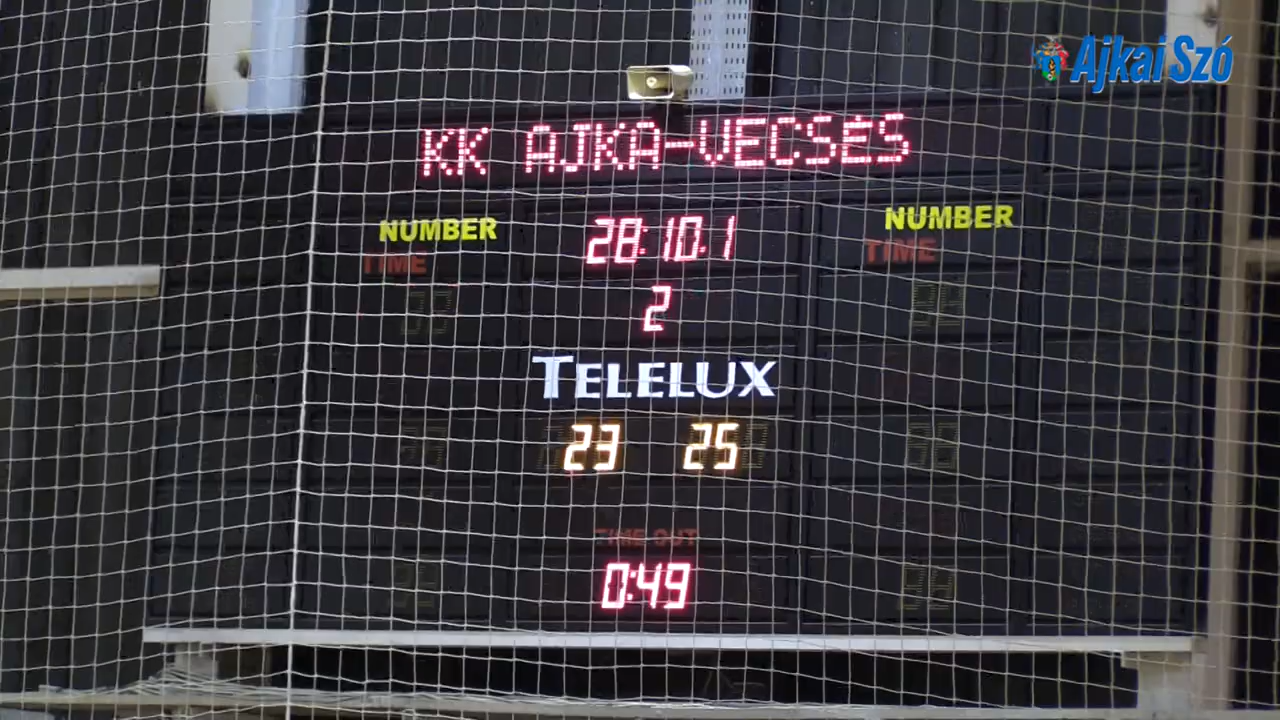 Ajkai Szó
KK AJKA-VECSÉS
NUMBER 28:10.1 NUMBER
TIME TIME
2
TELELUX
23 25
TIME OUT
0:49